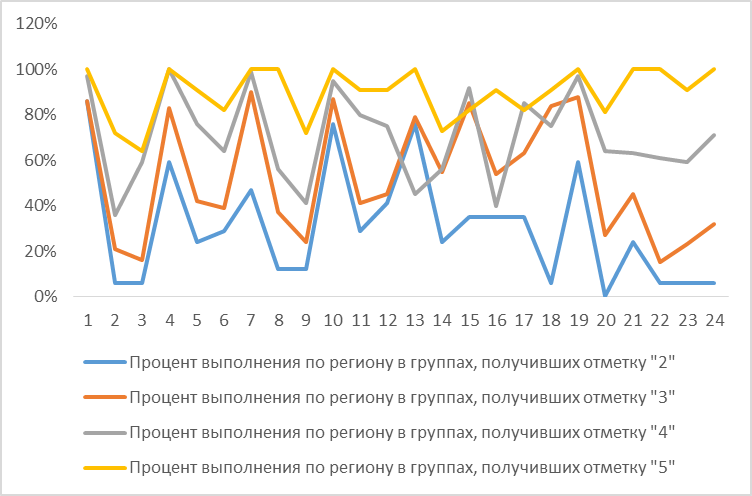 120%
100%
80%
60%
40%
20%
0%
1 2 3 4 5 6 7 8 9 10 11 12 13 14 15 16 17 18 19 20 21 22 23 24
Процент выполнения по региону в группах, получивших отметку "2"
Процент выполнения по региону в группах, получивших отметку "3"
Процент выполнения по региону в группах, получивших отметку "4"
Процент выполнения по региону в группах, получивших отметку "5"